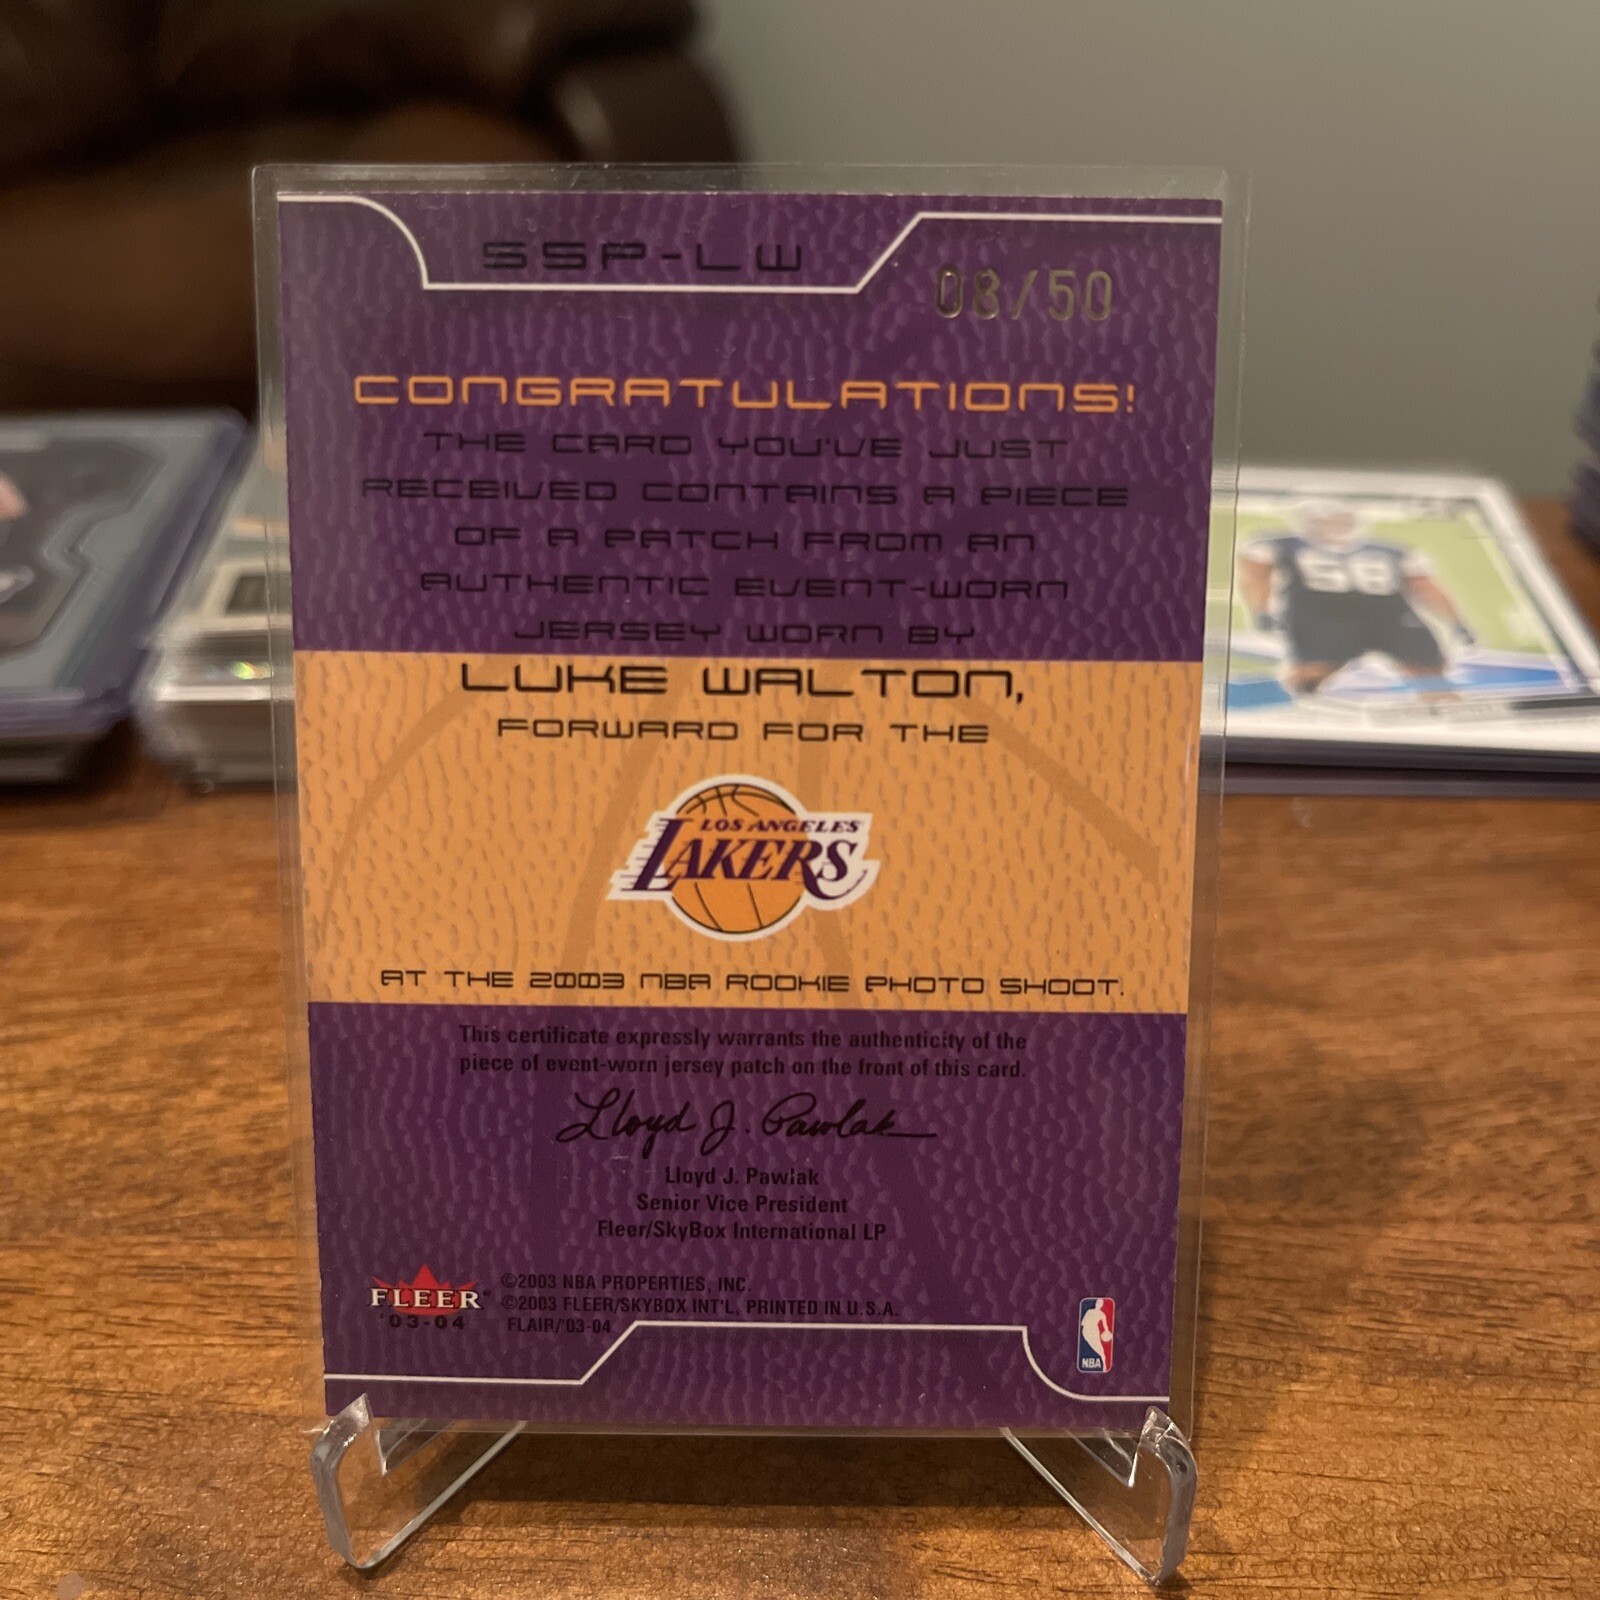 SSP-LW
08/50
CONGRATULATIONS!
THE CARD YOU'VE JUST
RECEIVED CONTAINS A PIECE
OF A PATCH FROM AN
AUTHENTIC EVENT-WORN
JERSEY WORN BY
LUKE WALTON,
FORWARD FOR THE
LOS ANGELES
LAKERS
AT THE 2003 NBA ROOKIE PHOTO SHOOT.
This certificate expressly warrants the authenticity of the
piece of event-worn jersey patch on the front of this card.
Lloyd J. Pawlak
Lloyd J. Pawlak
Senior Vice President
Fleer/SkyBox International LP
FLEER
'03-04
©2003 NBA PROPERTIES, INC.
©2003 FLEER/SKYBOX INT'L, PRINTED IN U.S.A.
FLAIR/'03-04
NBA
56